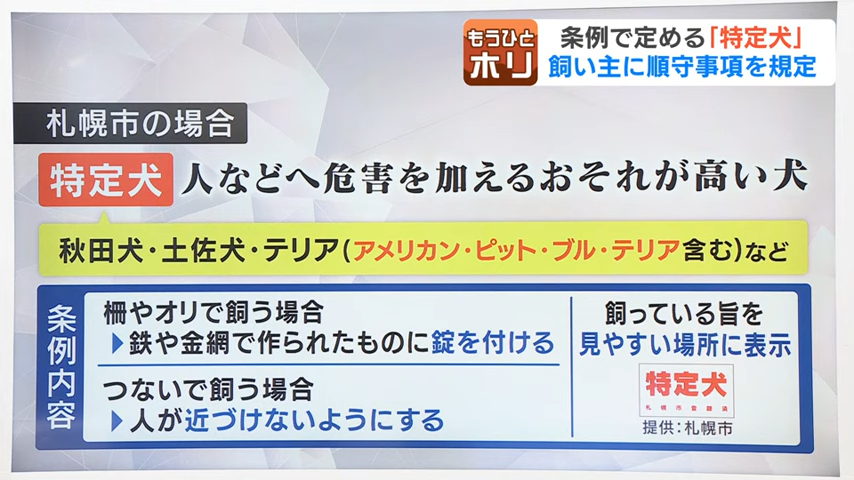 もうひと
ホリ
条例で定める「特定犬」
飼い主に順守事項を規定
札幌市の場合
特定犬 人などへ危害を加えるおそれが高い犬
秋田犬・土佐犬・テリア(アメリカン・ピット・ブル・テリア含む)など
条例内容
柵やオリで飼う場合
▶鉄や金網で作られたものに錠を付ける
つないで飼う場合
▶人が近づけないようにする
飼っている旨を
見やすい場所に表示
特定犬
札幌市登録済
提供：札幌市